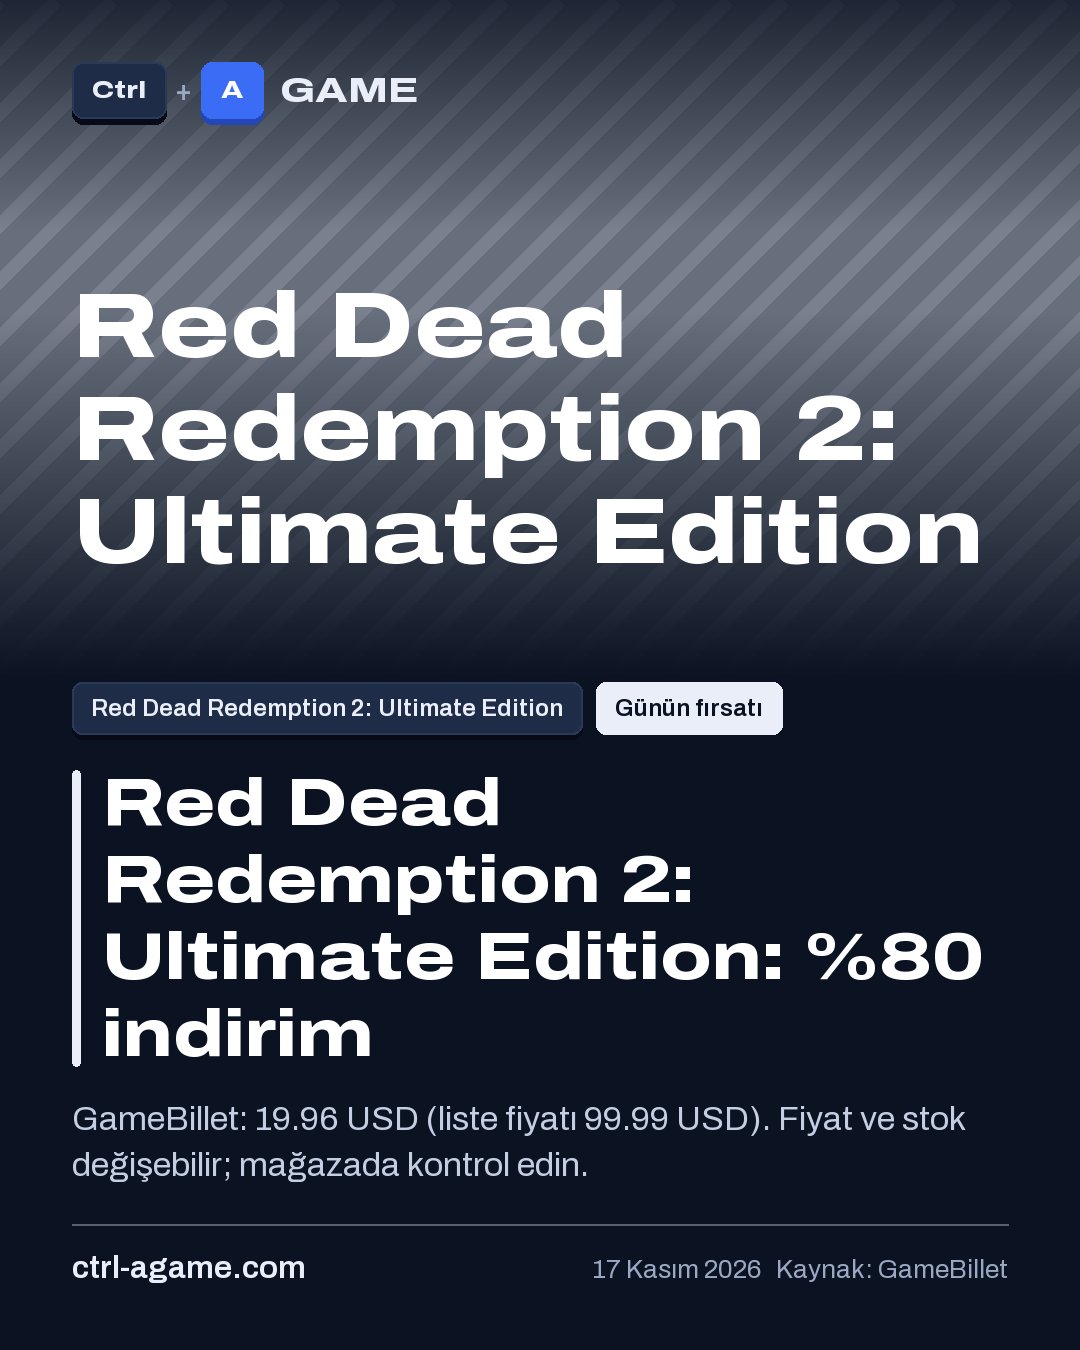 Ctrl + A GAME
Red Dead
Redemption 2:
Ultimate Edition
Red Dead Redemption 2: Ultimate Edition Günün fırsatı
Red Dead
Redemption 2:
Ultimate Edition: %80
indirim
GameBillet: 19.96 USD (liste fiyatı 99.99 USD). Fiyat ve stok
değişebilir; mağazada kontrol edin.
ctrl-agame.com 17 Kasım 2026 Kaynak: GameBillet